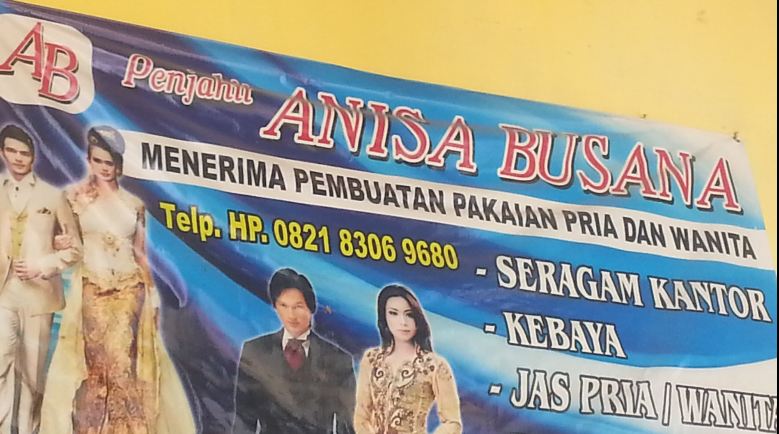 AB
Penjahit ANISA BUSANA
MENERIMA PEMBUATAN PAKAIAN PRIA DAN WANITA
Telp. HP. 0821 8306 9680
- SERAGAM KANTOR
- KEBAYA
- JAS PRIA / WANITA